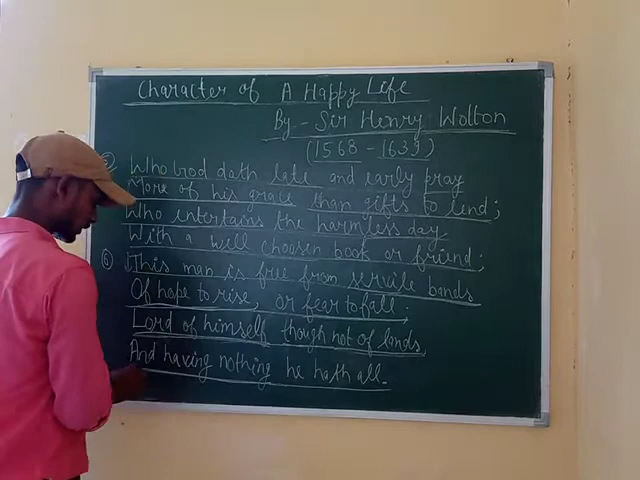 Character of A Happy Life
By:- Sir Henry Wolton
(1568 - 1639)
⑤ Who God doth late and early pray
More of his grace than gifts to lend;
Who entertains the harmless day
With a well choosen book or friend;
⑥ This man is free from servile bands
Of hope to rise, or fear to fall;
Lord of himself though not of lands
And having nothing he hath all.